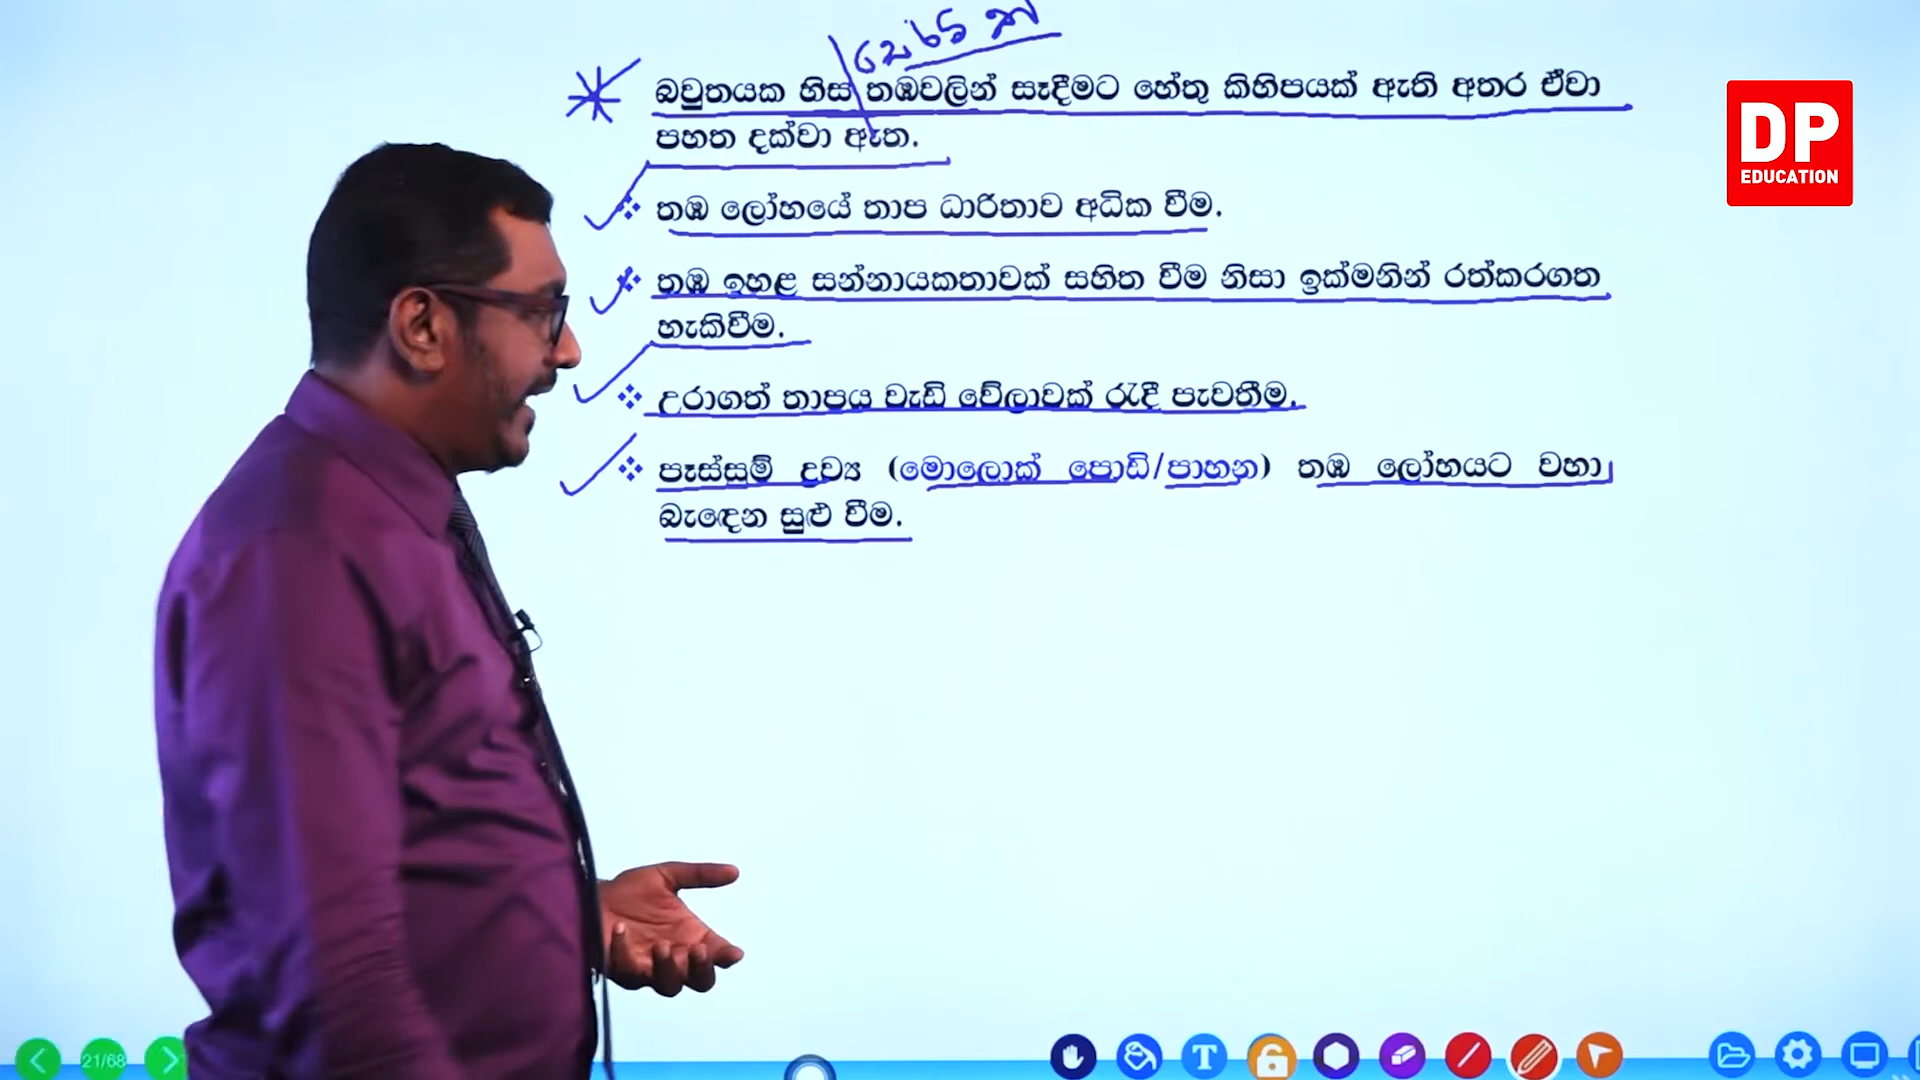 බවුතයක හිස තඹවලින් සෑදීමට හේතු කිහිපයක් ඇති අතර ඒවා
පහත දක්වා ඇත.
තඹ ලෝහයේ තාප ධාරිතාව අධික වීම.
තඹ ඉහළ සන්නායකතාවක් සහිත වීම නිසා ඉක්මනින් රත්කරගත
හැකිවීම.
උරාගත් තාපය වැඩි වේලාවක් රැදී පැවතීම.
පෑස්සුම් ද්‍රව්‍ය (මොලොක් පොඩි/පාහන) තඹ ලෝහයට වහා
බැඳෙන සුළු වීම.
DP
EDUCATION
21/68
T